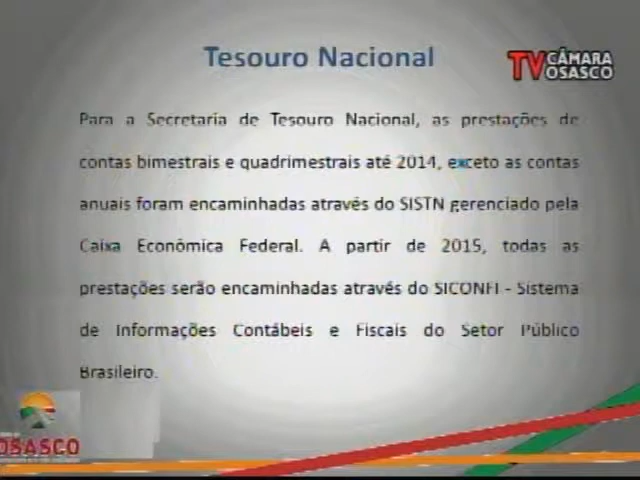 Tesouro Nacional
TV CÂMARA
OSASCO
Para a Secretaria de Tesouro Nacional, as prestações de
contas bimestrais e quadrimestrais até 2014, exceto as contas
anuais foram encaminhadas através do SISTN gerenciado pela
Caixa Econômica Federal. A partir de 2015, todas as
prestações serão encaminhadas através do SICONFI - Sistema
de Informações Contábeis e Fiscais do Setor Público
Brasileiro.
OSASCO